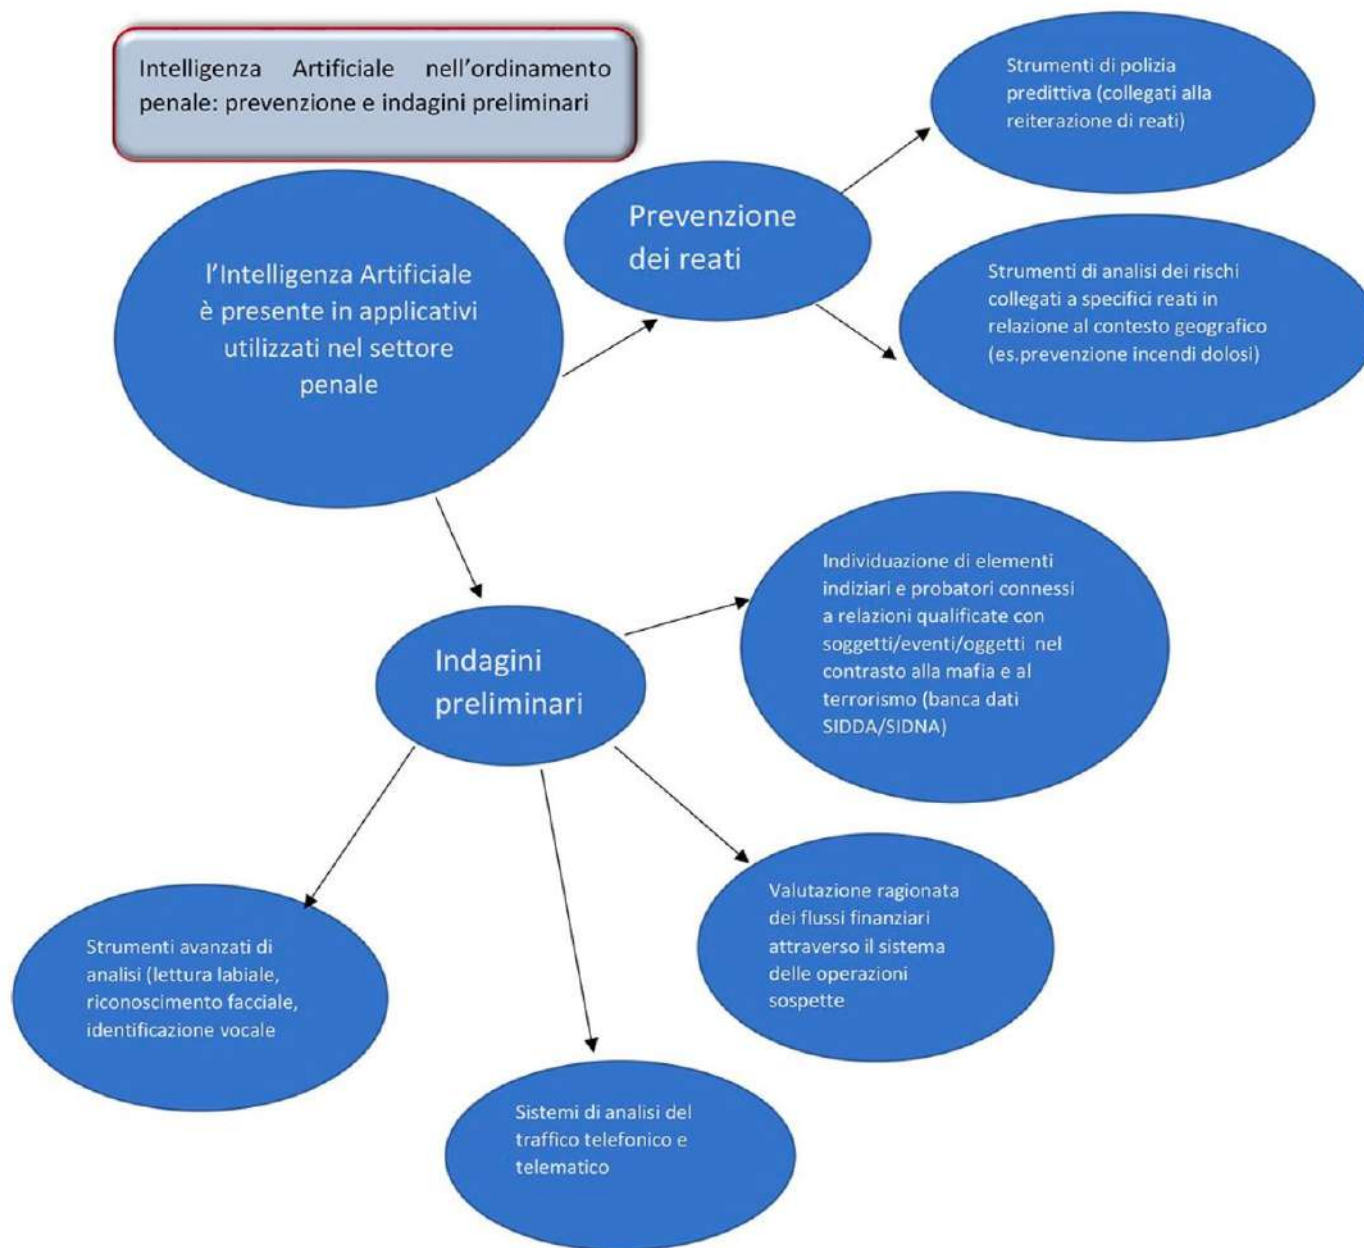 Intelligenza Artificiale nell'ordinamento
penale: prevenzione e indagini preliminari
Strumenti di polizia
predittiva (collegati alla
reiterazione di reati)
Prevenzione
dei reati
l'Intelligenza Artificiale
è presente in applicativi
utilizzati nel settore
penale
Strumenti di analisi dei rischi
collegati a specifici reati in
relazione al contesto geografico
(es.prevenzione incendi dolosi)
Individuazione di elementi
indiziari e probatori connessi
a relazioni qualificate con
soggetti/eventi/oggetti nel
contrasto alla mafia e al
terrorismo (banca dati
SIDDA/SIDNA)
Indagini
preliminari
Valutazione ragionata
dei flussi finanziari
attraverso il sistema
delle operazioni
sospette
Strumenti avanzati di
analisi (lettura labiale,
riconoscimento facciale,
identificazione vocale
Sistemi di analisi del
traffico telefonico e
telematico